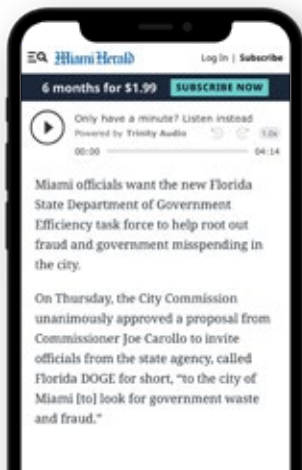 Miami Herald
Log In | Subscribe
6 months for $1.99 SUBSCRIBE NOW
Only have a minute? Listen instead
Powered by Trinity Audio
1.0x
00:00 04:14
Miami officials want the new Florida
State Department of Government
Efficiency task force to help root out
fraud and government misspending in
the city.
On Thursday, the City Commission
unanimously approved a proposal from
Commissioner Joe Carollo to invite
officials from the state agency, called
Florida DOGE for short, “to the city of
Miami [to] look for government waste
and fraud.”